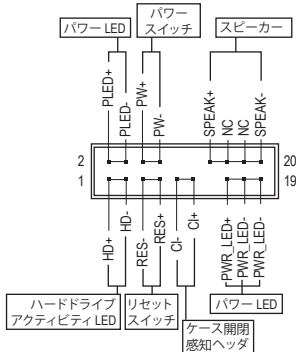 パワー LED
パワー
スイッチ
スピーカー
PLED+
PLED-
PW+
PW-
SPEAK+
NC
NC
SPEAK-
2
20
1
19
HD+
HD-
RES-
RES+
CI-
CI+
PWR_LED+
PWR_LED-
PWR_LED-
ハードドライブ
アクティビティ LED
リセット
スイッチ
ケース開閉
感知ヘッダ
パワー LED